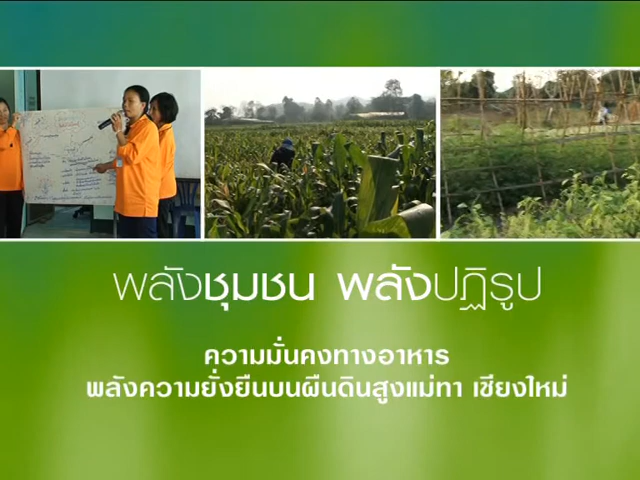 พลังชุมชน พลังปฏิรูป
ความมั่นคงทางอาหาร
พลังความยั่งยืนบนผืนดินสูงแม่ทา เชียงใหม่